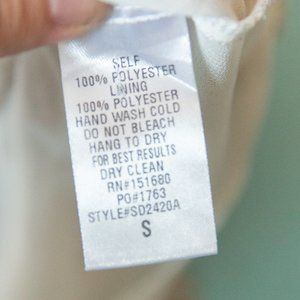 SELF
100% POLYESTER
LINING
100% POLYESTER
HAND WASH COLD
DO NOT BLEACH
HANG TO DRY
FOR BEST RESULTS
DRY CLEAN
RN#151680
PO#1763
STYLE#SD2420A
S